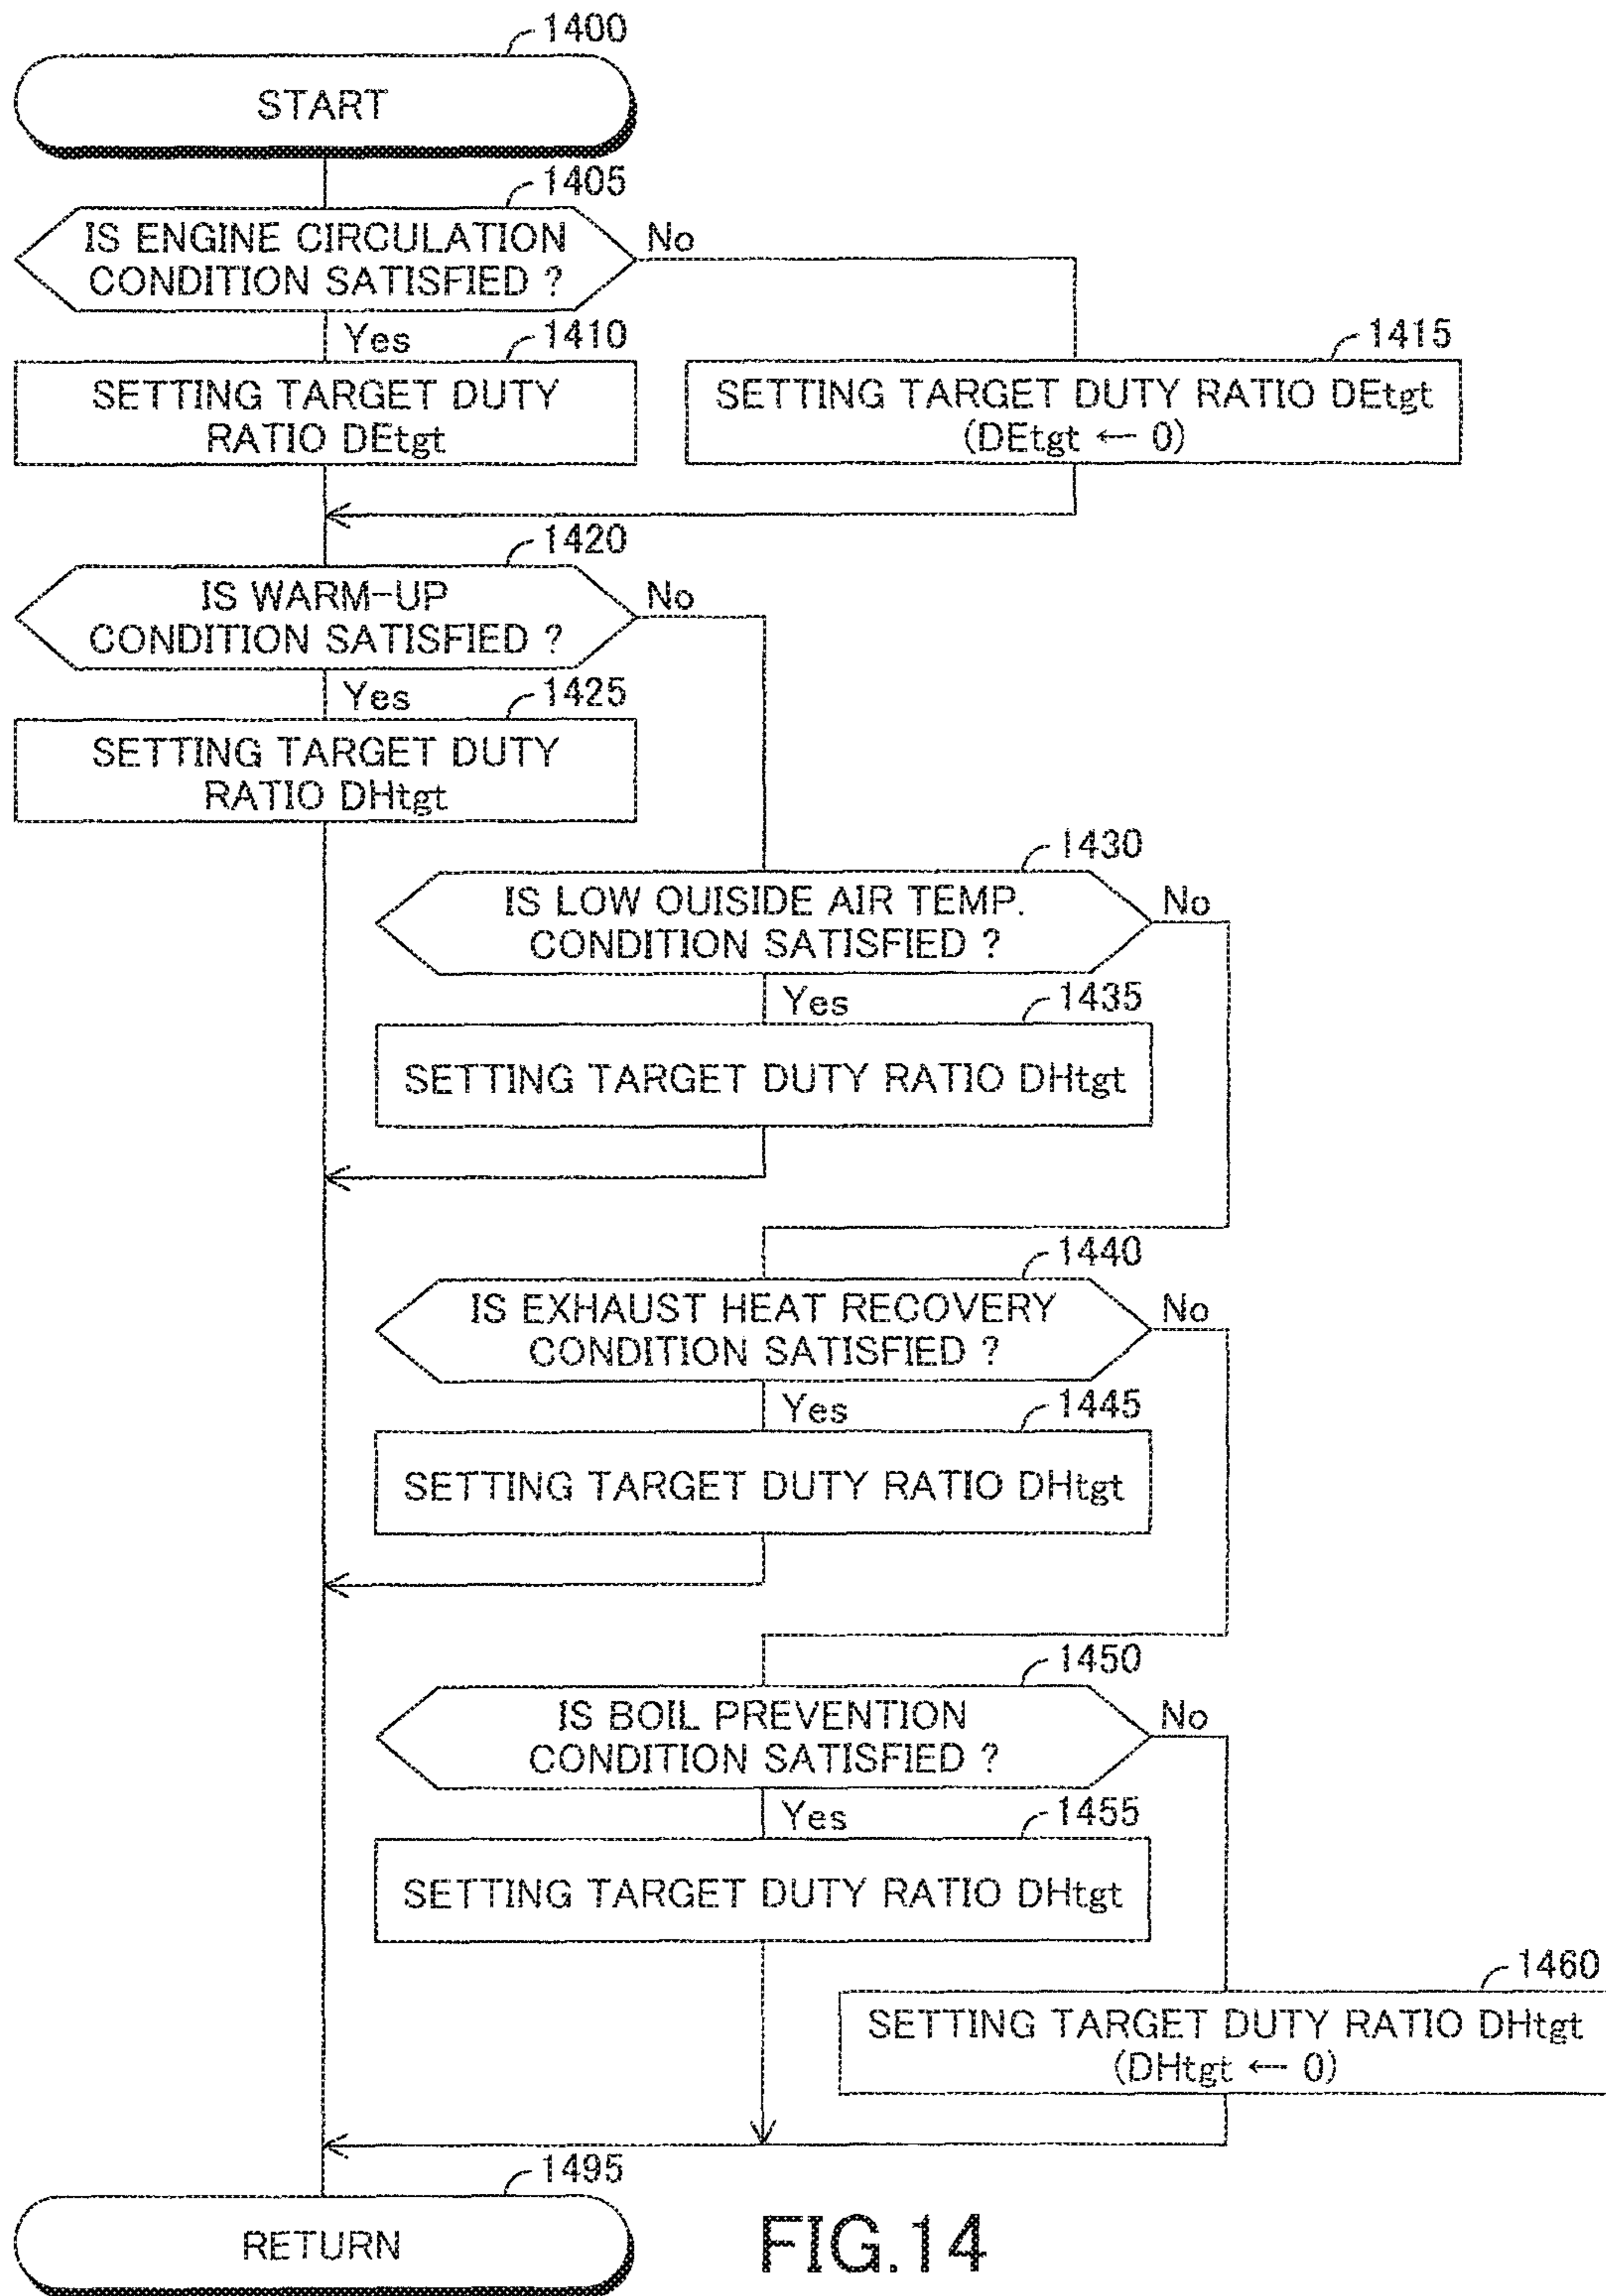 1400
START
1405
IS ENGINE CIRCULATION
CONDITION SATISFIED ?
No
Yes
1410
SETTING TARGET DUTY
RATIO DEtgt
1415
SETTING TARGET DUTY RATIO DEtgt
(DEtgt ← 0)
1420
IS WARM-UP
CONDITION SATISFIED ?
No
Yes
1425
SETTING TARGET DUTY
RATIO DHtgt
1430
IS LOW OUISIDE AIR TEMP.
CONDITION SATISFIED ?
No
Yes
1435
SETTING TARGET DUTY RATIO DHtgt
1440
IS EXHAUST HEAT RECOVERY
CONDITION SATISFIED ?
No
Yes
1445
SETTING TARGET DUTY RATIO DHtgt
1450
IS BOIL PREVENTION
CONDITION SATISFIED ?
No
Yes
1455
SETTING TARGET DUTY RATIO DHtgt
1460
SETTING TARGET DUTY RATIO DHtgt
(DHtgt ← 0)
1495
RETURN
FIG.14